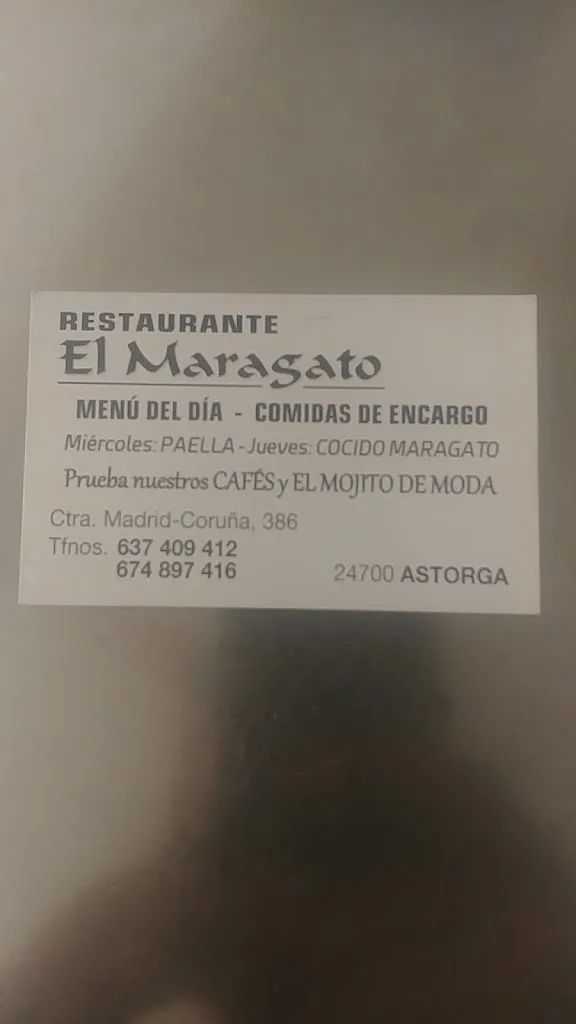 RESTAURANTE
El Maragato
MENÚ DEL DÍA - COMIDAS DE ENCARGO
Miércoles: PAELLA - Jueves: COCIDO MARAGATO
Prueba nuestros CAFÉS y EL MOJITO DE MODA
Ctra. Madrid-Coruña, 386
Tfnos. 637 409 412
674 897 416
24700 ASTORGA